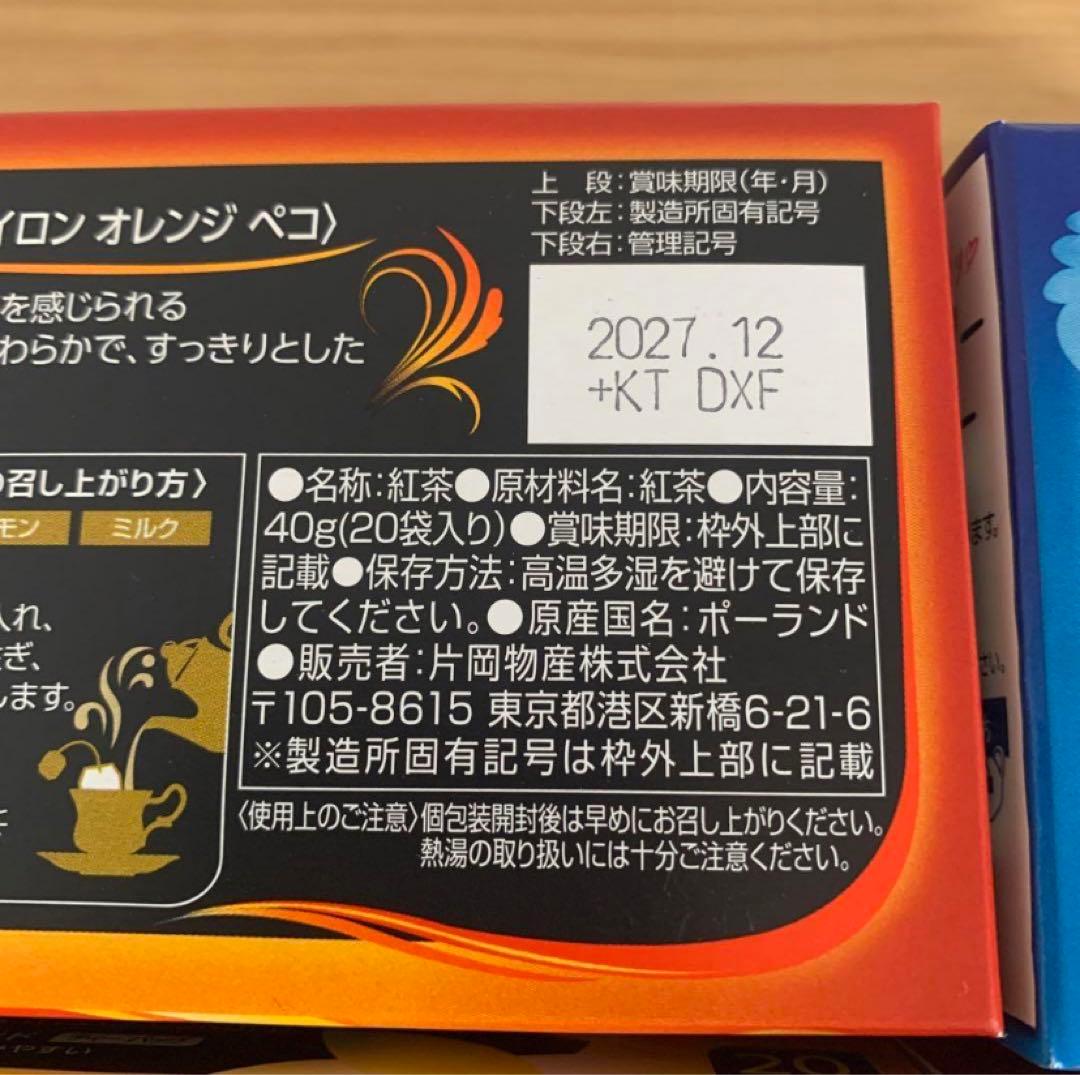 イロン オレンジ ペコ〉
を感じられる
わらかで、すっきりとした
上 段：賞味期限(年・月)
下段左：製造所固有記号
下段右：管理記号
2027.12
+KT DXF
召し上がり方〉
モン ミルク
入れ、
ぎ、
します。
●名称：紅茶●原材料名：紅茶●内容量：
40g(20袋入り)●賞味期限：枠外上部に
記載●保存方法：高温多湿を避けて保存
してください。●原産国名：ポーランド
●販売者：片岡物産株式会社
〒105-8615 東京都港区新橋6-21-6
※製造所固有記号は枠外上部に記載
〈使用上のご注意〉個包装開封後は早めにお召し上がりください。
熱湯の取り扱いには十分ご注意ください。
ます。
さい。
20